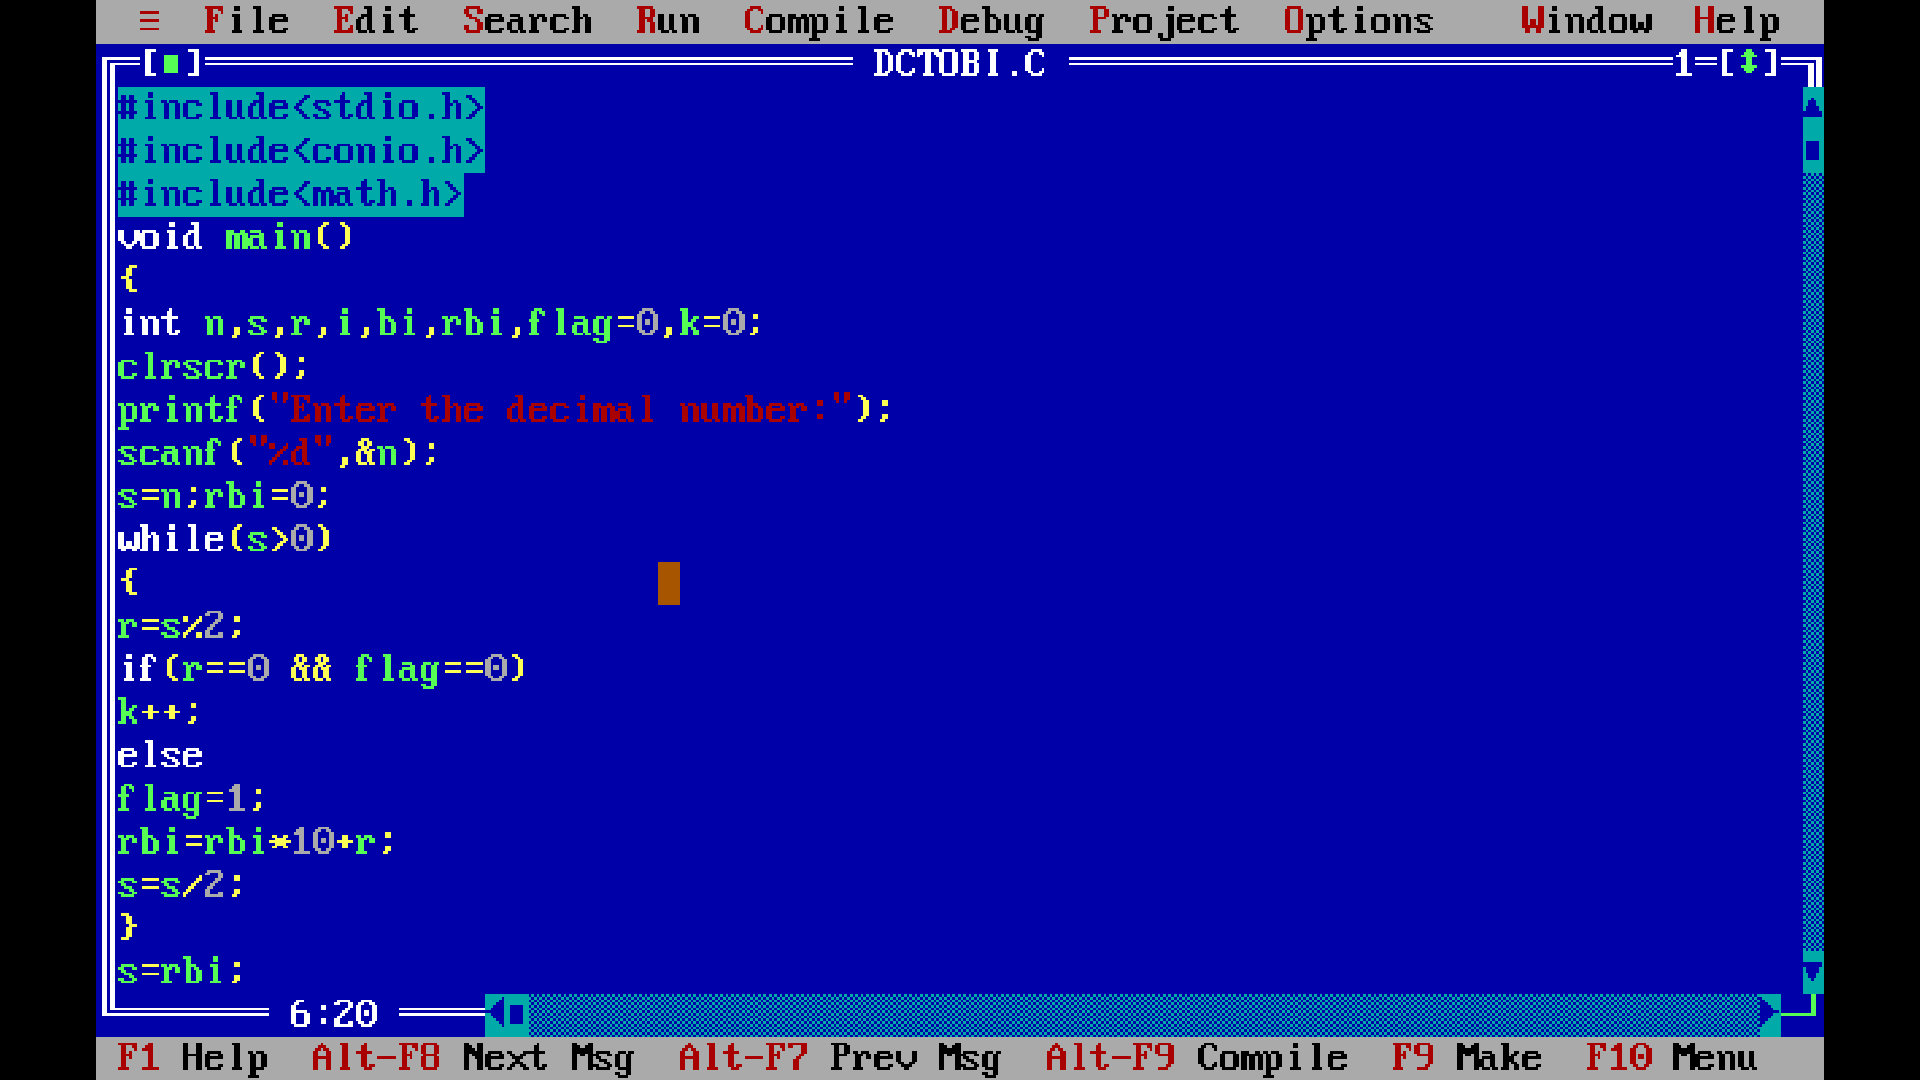 ≡ File Edit Search Run Compile Debug Project Options Window Help
[■] DCTOBI.C 1=[↕]
#include<stdio.h>
#include<conio.h>
#include<math.h>
void main()
{
int n,s,r,i,bi,rbi,flag=0,k=0;
clrscr();
printf("Enter the decimal number:");
scanf("%d",&n);
s=n;rbi=0;
while(s>0)
{
r=s%2;
if(r==0 && flag==0)
k++;
else
flag=1;
rbi=rbi*10+r;
s=s/2;
}
s=rbi;
6:20
F1 Help Alt-F8 Next Msg Alt-F7 Prev Msg Alt-F9 Compile F9 Make F10 Menu